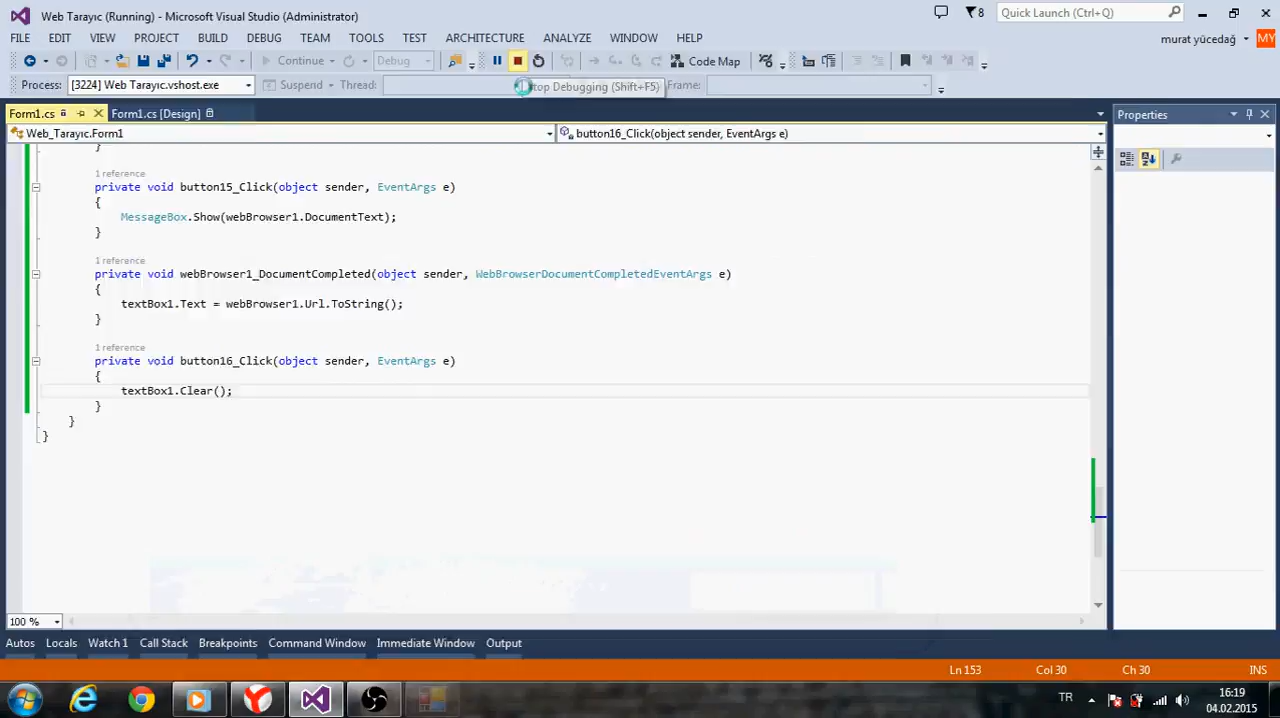 Web Tarayıc (Running) - Microsoft Visual Studio (Administrator)
8
Quick Launch (Ctrl+Q)
FILE EDIT VIEW PROJECT BUILD DEBUG TEAM TOOLS TEST ARCHITECTURE ANALYZE WINDOW HELP
murat yücedağ
MY
Continue
Debug
Code Map
Process: [3224] Web Tarayıc.vshost.exe
Suspend
Thread:
top Debugging (Shift+F5)
Frame:
Form1.cs
Form1.cs [Design]
Properties
Web_Tarayıc.Form1
button16_Click(object sender, EventArgs e)
}
1 reference
private void button15_Click(object sender, EventArgs e)
{
MessageBox.Show(webBrowser1.DocumentText);
}
1 reference
private void webBrowser1_DocumentCompleted(object sender, WebBrowserDocumentCompletedEventArgs e)
{
textBox1.Text = webBrowser1.Url.ToString();
}
1 reference
private void button16_Click(object sender, EventArgs e)
{
textBox1.Clear();
}
}
}
100 %
Autos Locals Watch 1 Call Stack Breakpoints Command Window Immediate Window Output
Ln 153 Col 30 Ch 30 INS
TR
16:19
04.02.2015